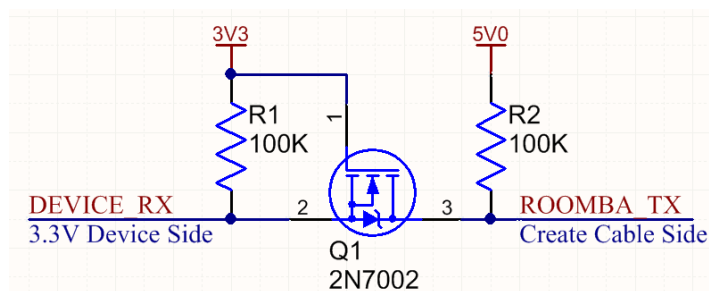 3V3
5V0
R1
100K
1
R2
100K
DEVICE_RX
2
3
ROOMBA_TX
3.3V Device Side
Create Cable Side
Q1
2N7002